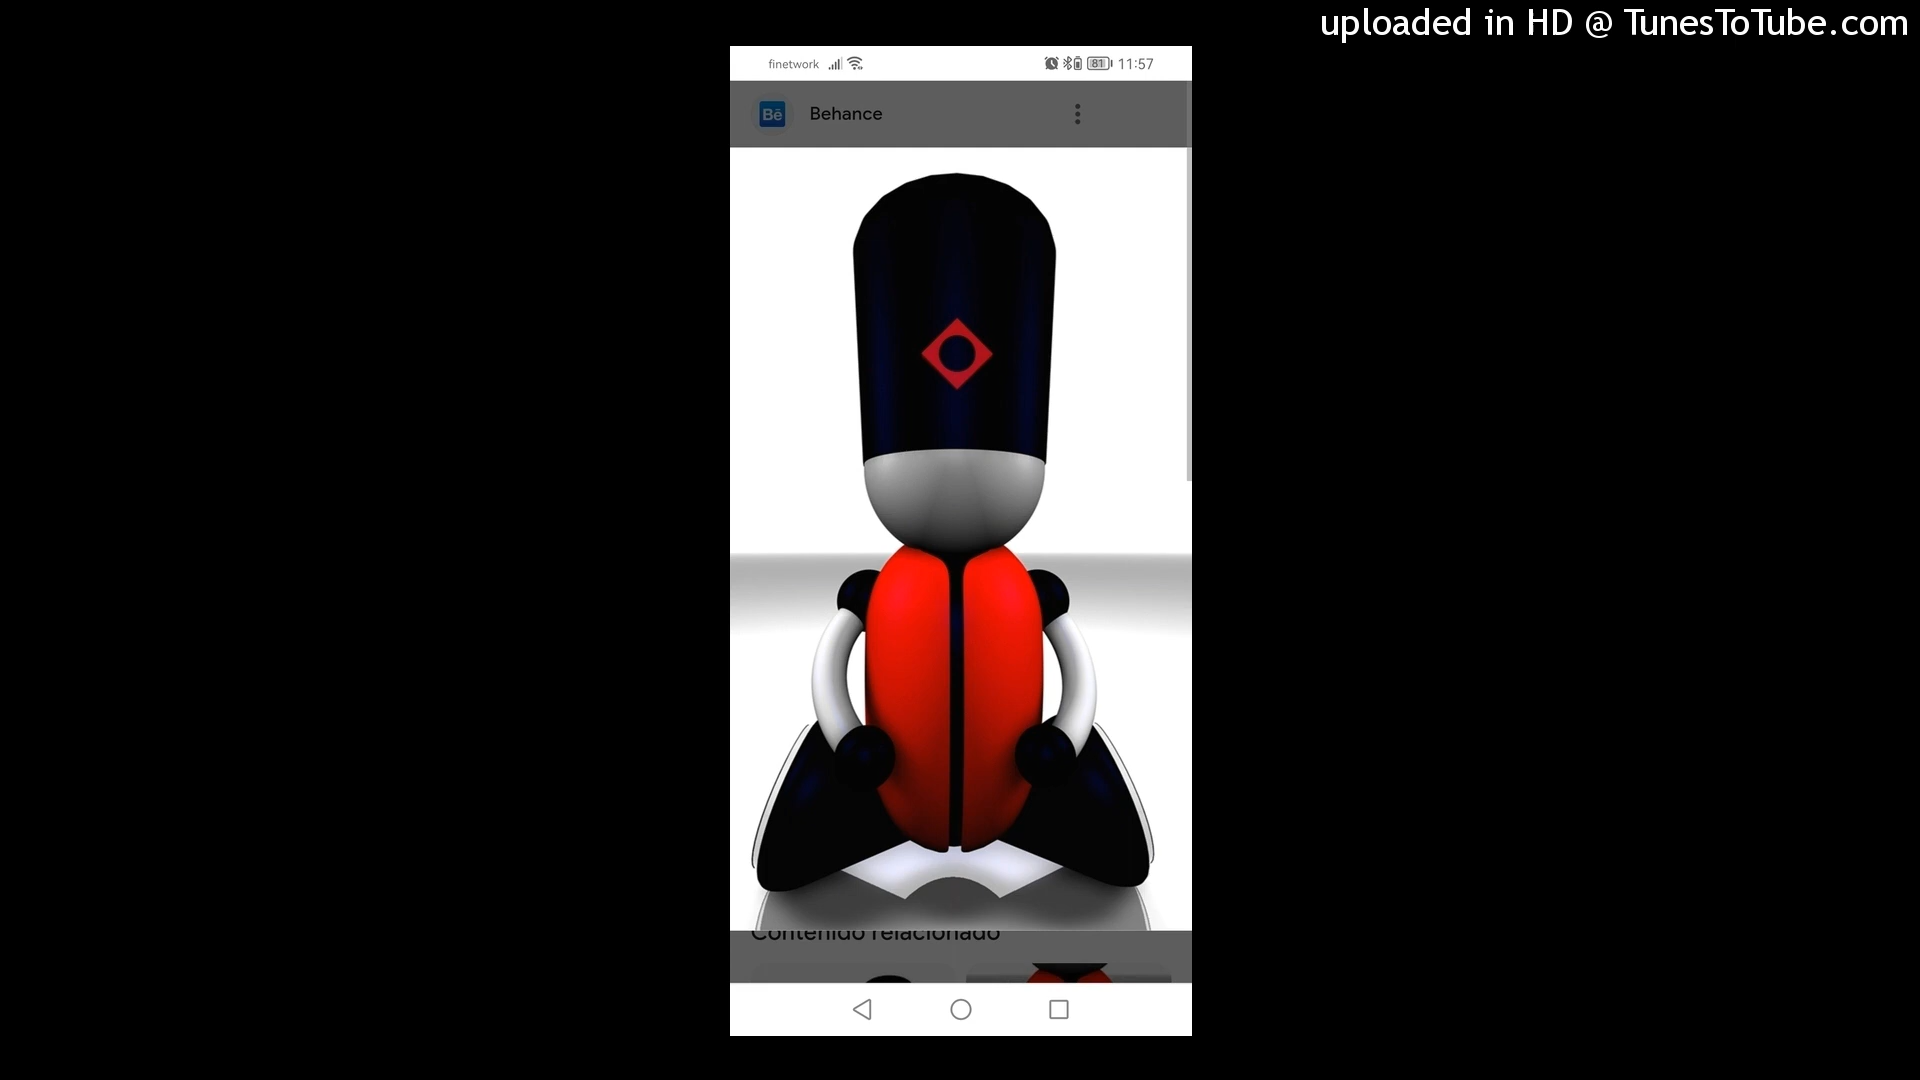 uploaded in HD @ TunesToTube.com
finetwork 81 11:57
Bē Behance
Contenido relacionado